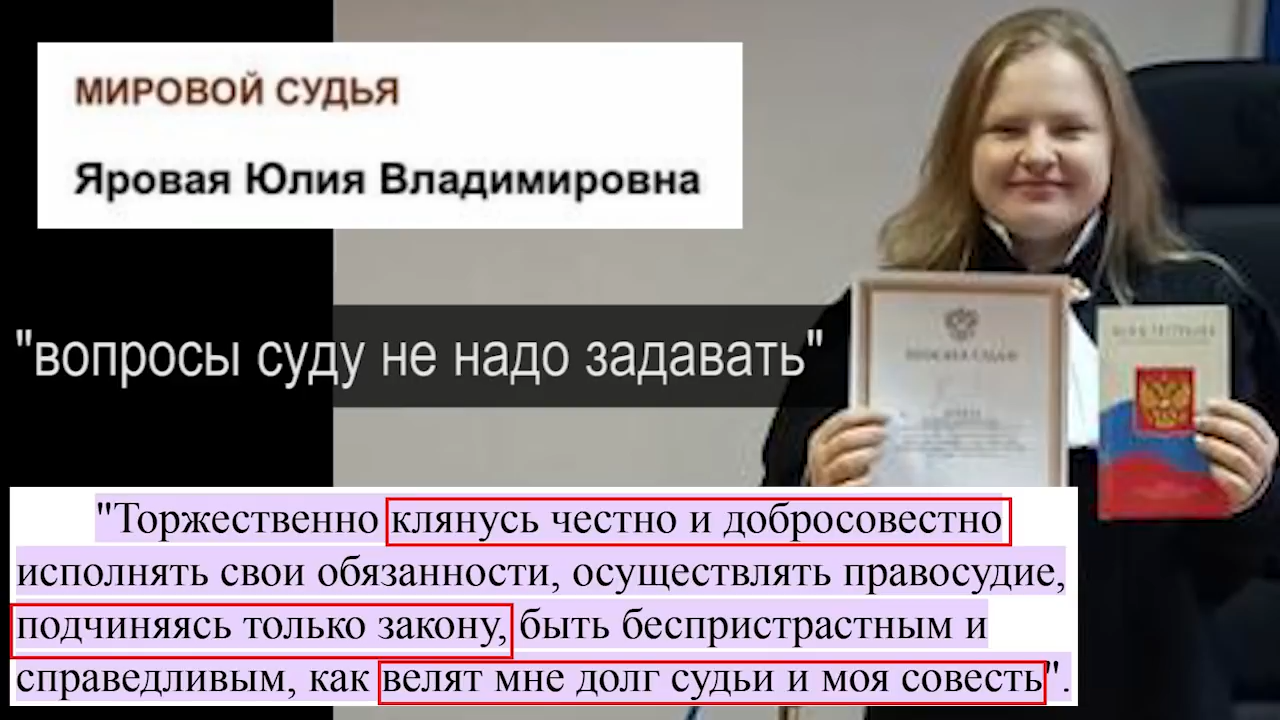 МИРОВОЙ СУДЬЯ
Яровая Юлия Владимировна
"вопросы суду не надо задавать"
"Торжественно клянусь честно и добросовестно
исполнять свои обязанности, осуществлять правосудие,
подчиняясь только закону, быть беспристрастным и
справедливым, как велят мне долг судьи и моя совесть".